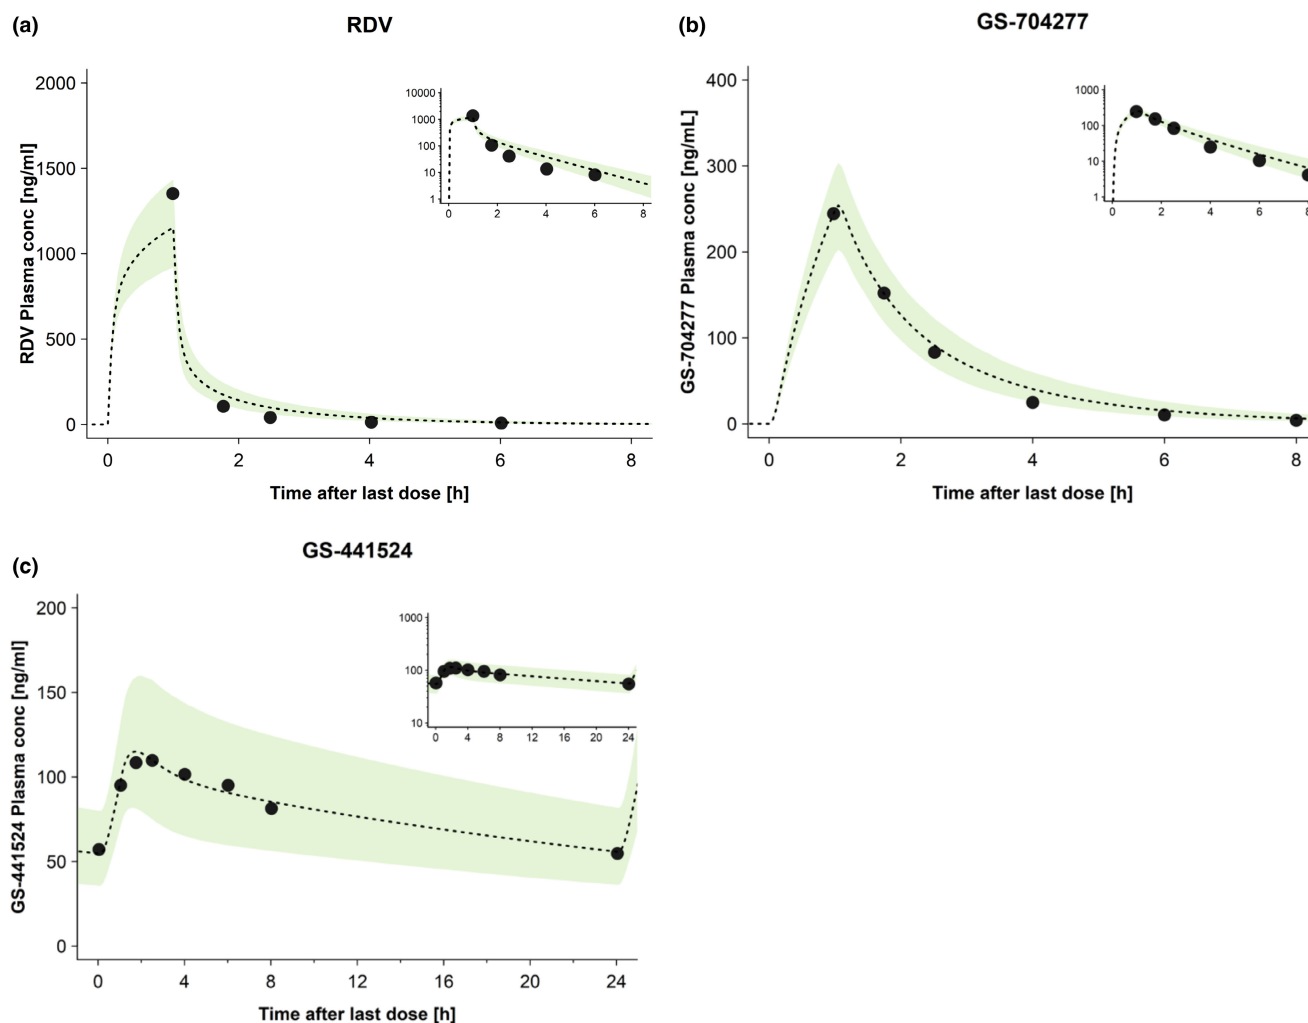 (a)
RDV
RDV Plasma conc [ng/ml]
2000
1500
1000
500
0
0 2 4 6 8
Time after last dose [h]
10000
1000
100
10
1
0 2 4 6 8
(b)
GS-704277
GS-704277 Plasma conc [ng/mL]
400
300
200
100
0
0 2 4 6 8
Time after last dose [h]
1000
100
10
1
0 2 4 6 8
(c)
GS-441524
GS-441524 Plasma conc [ng/ml]
200
150
100
50
0
0 4 8 12 16 20 24
Time after last dose [h]
1000
100
10
0 4 8 12 16 20 24